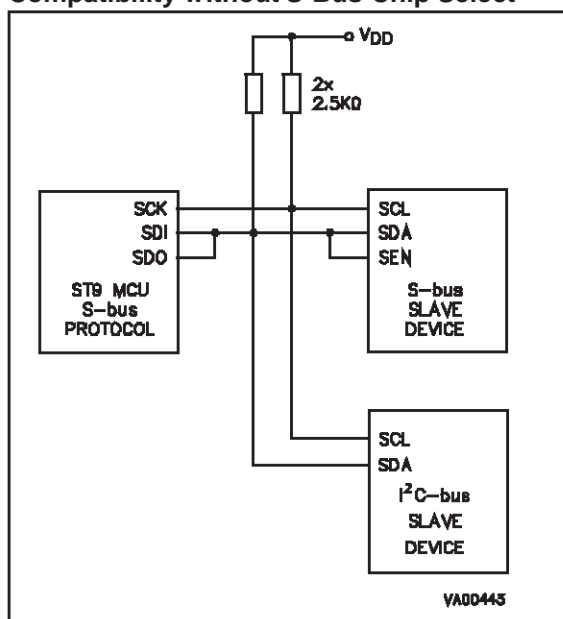 Compatibility without S-Bus Chip Select
VDD
2x
2.5KΩ
SCK
SDI
SDO
ST9 MCU
S-bus
PROTOCOL
SCL
SDA
SEN
S-bus
SLAVE
DEVICE
SCL
SDA
I²C-bus
SLAVE
DEVICE
VA00443